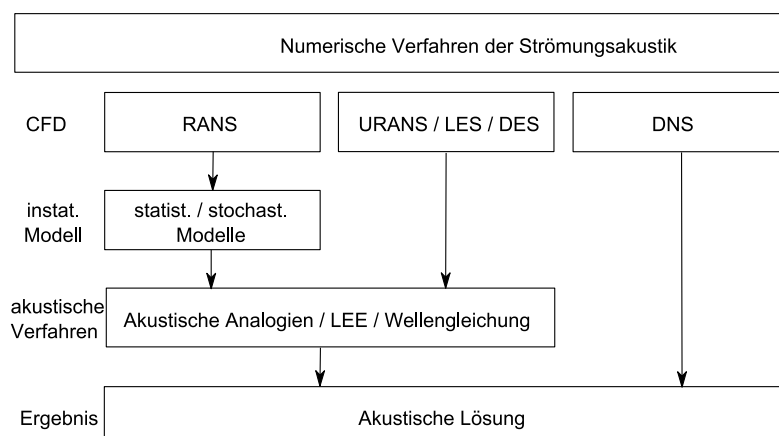 Numerische Verfahren der Strömungsakustik
CFD
RANS
URANS / LES / DES
DNS
instat.
Modell
statist. / stochast.
Modelle
akustische
Verfahren
Akustische Analogien / LEE / Wellengleichung
Ergebnis
Akustische Lösung